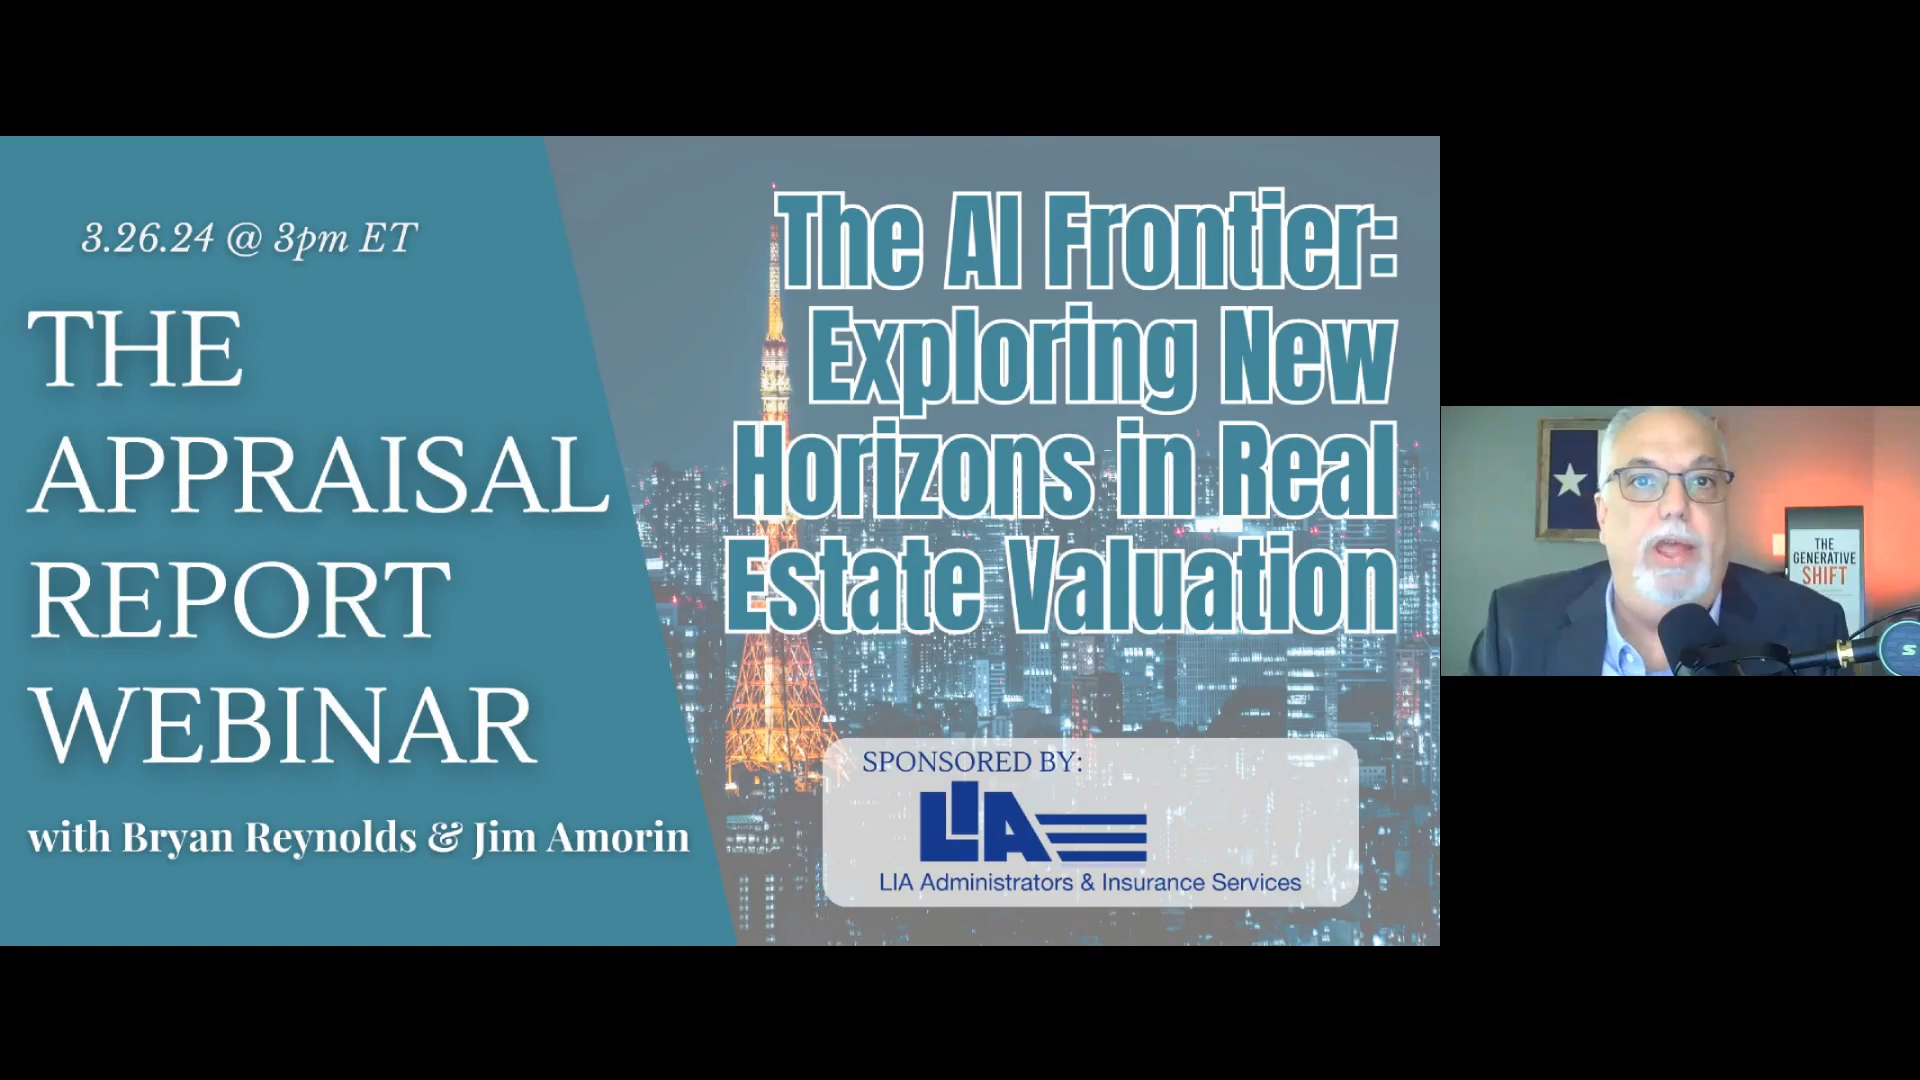 3.26.24 @ 3pm ET
THE
APPRAISAL
REPORT
WEBINAR
with Bryan Reynolds & Jim Amorin
The AI Frontier:
Exploring New
Horizons in Real
Estate Valuation
SPONSORED BY:
LIA
LIA Administrators & Insurance Services
THE
GENERATIVE
SHIFT
S